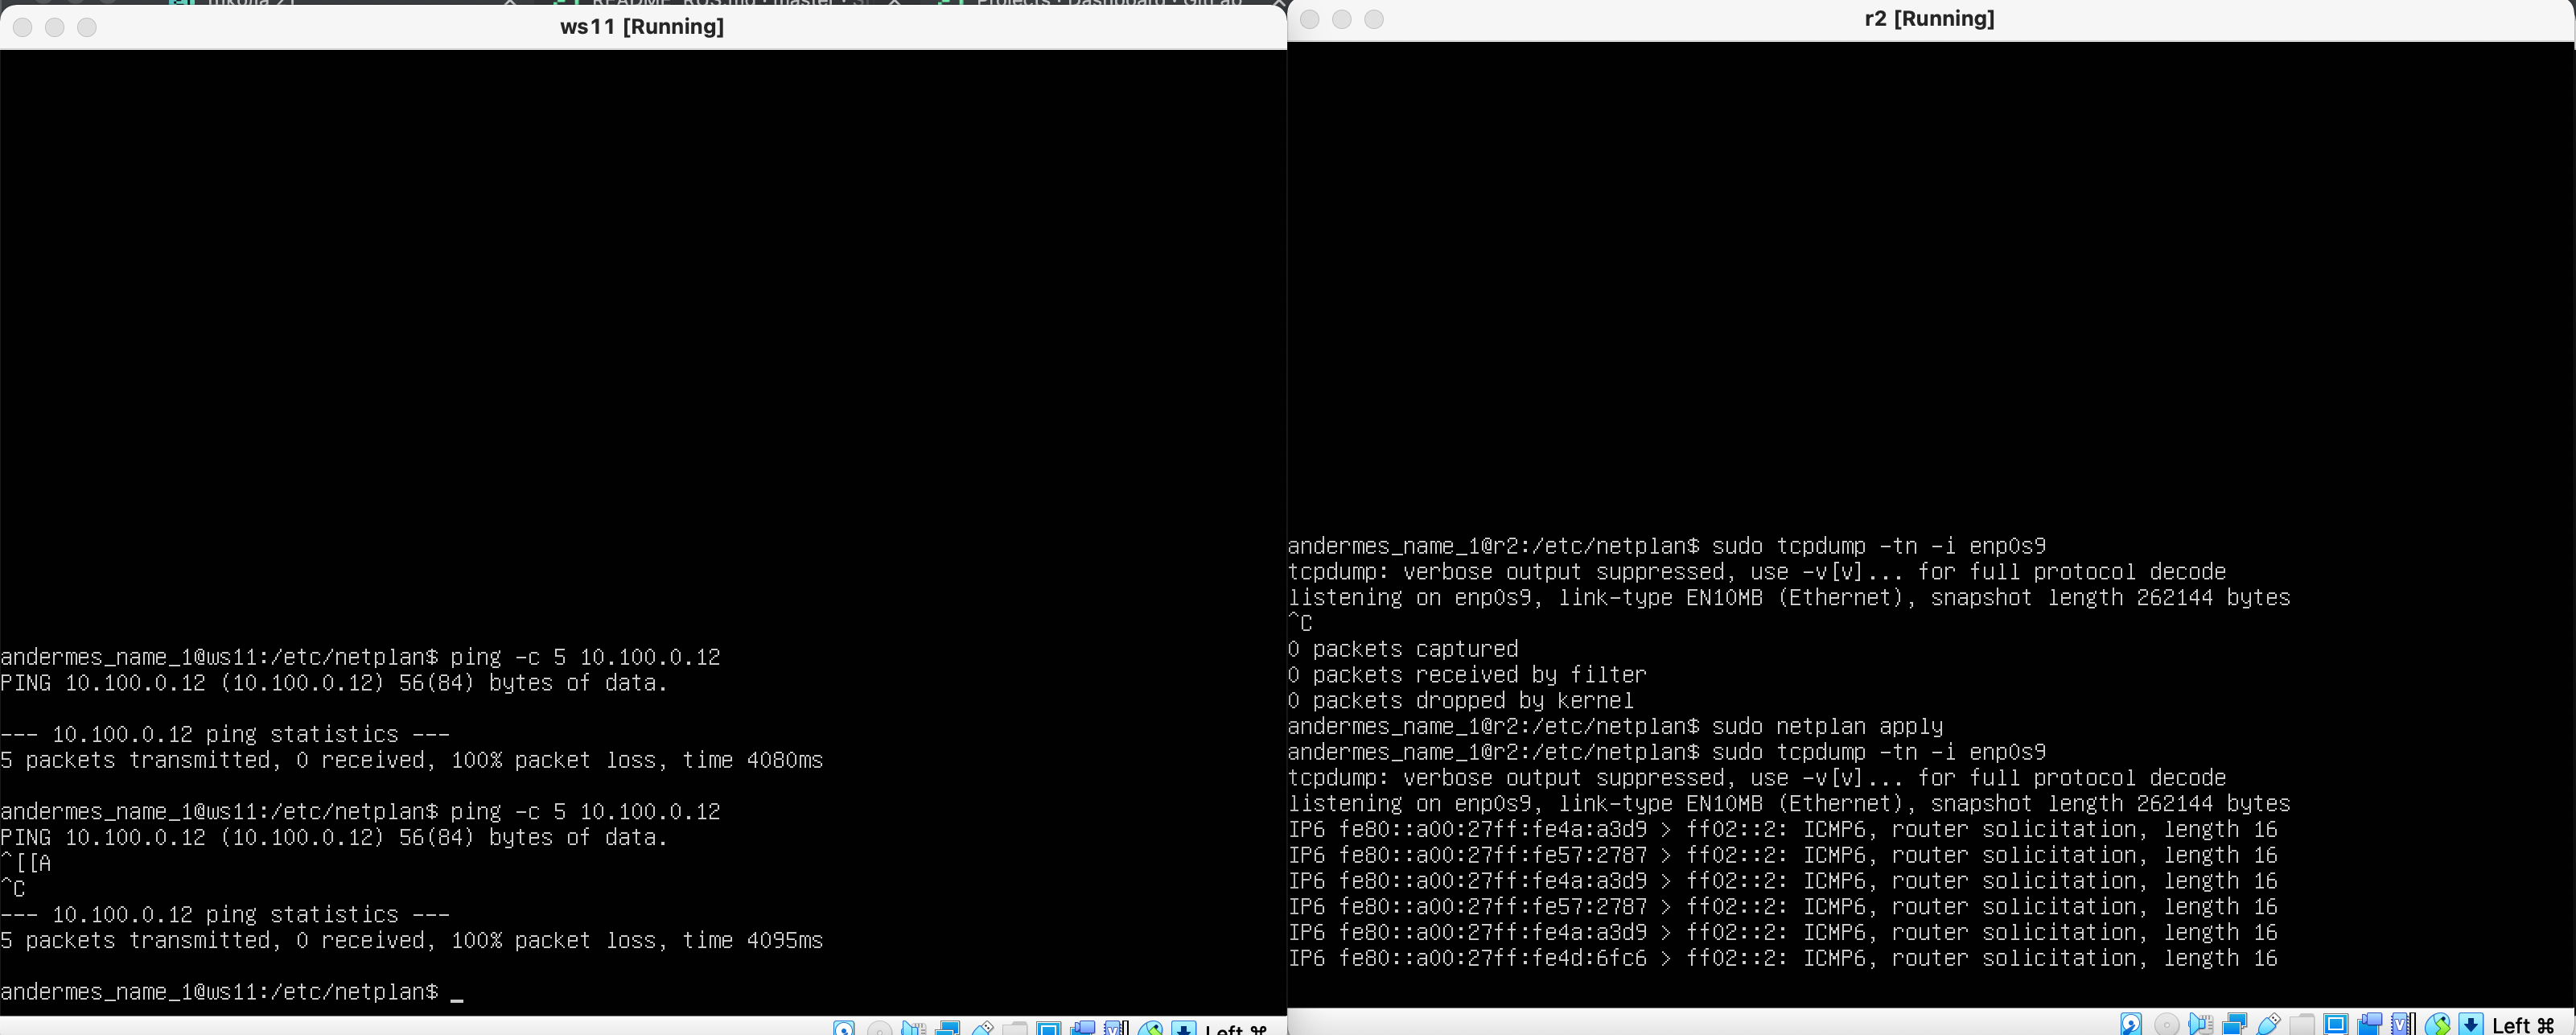 ws11 [Running]
andermes_name_1@ws11:/etc/netplan$ ping -c 5 10.100.0.12
PING 10.100.0.12 (10.100.0.12) 56(84) bytes of data.
--- 10.100.0.12 ping statistics ---
5 packets transmitted, 0 received, 100% packet loss, time 4080ms
andermes_name_1@ws11:/etc/netplan$ ping -c 5 10.100.0.12
PING 10.100.0.12 (10.100.0.12) 56(84) bytes of data.
^[[A
^C
--- 10.100.0.12 ping statistics ---
5 packets transmitted, 0 received, 100% packet loss, time 4095ms
andermes_name_1@ws11:/etc/netplan$ _
Left ⌘
r2 [Running]
andermes_name_1@r2:/etc/netplan$ sudo tcpdump -tn -i enp0s9
tcpdump: verbose output suppressed, use -v[v]... for full protocol decode
listening on enp0s9, link-type EN10MB (Ethernet), snapshot length 262144 bytes
^C
0 packets captured
0 packets received by filter
0 packets dropped by kernel
andermes_name_1@r2:/etc/netplan$ sudo netplan apply
andermes_name_1@r2:/etc/netplan$ sudo tcpdump -tn -i enp0s9
tcpdump: verbose output suppressed, use -v[v]... for full protocol decode
listening on enp0s9, link-type EN10MB (Ethernet), snapshot length 262144 bytes
IP6 fe80::a00:27ff:fe4a:a3d9 > ff02::2: ICMP6, router solicitation, length 16
IP6 fe80::a00:27ff:fe57:2787 > ff02::2: ICMP6, router solicitation, length 16
IP6 fe80::a00:27ff:fe4a:a3d9 > ff02::2: ICMP6, router solicitation, length 16
IP6 fe80::a00:27ff:fe57:2787 > ff02::2: ICMP6, router solicitation, length 16
IP6 fe80::a00:27ff:fe4a:a3d9 > ff02::2: ICMP6, router solicitation, length 16
IP6 fe80::a00:27ff:fe4d:6fc6 > ff02::2: ICMP6, router solicitation, length 16
Left ⌘